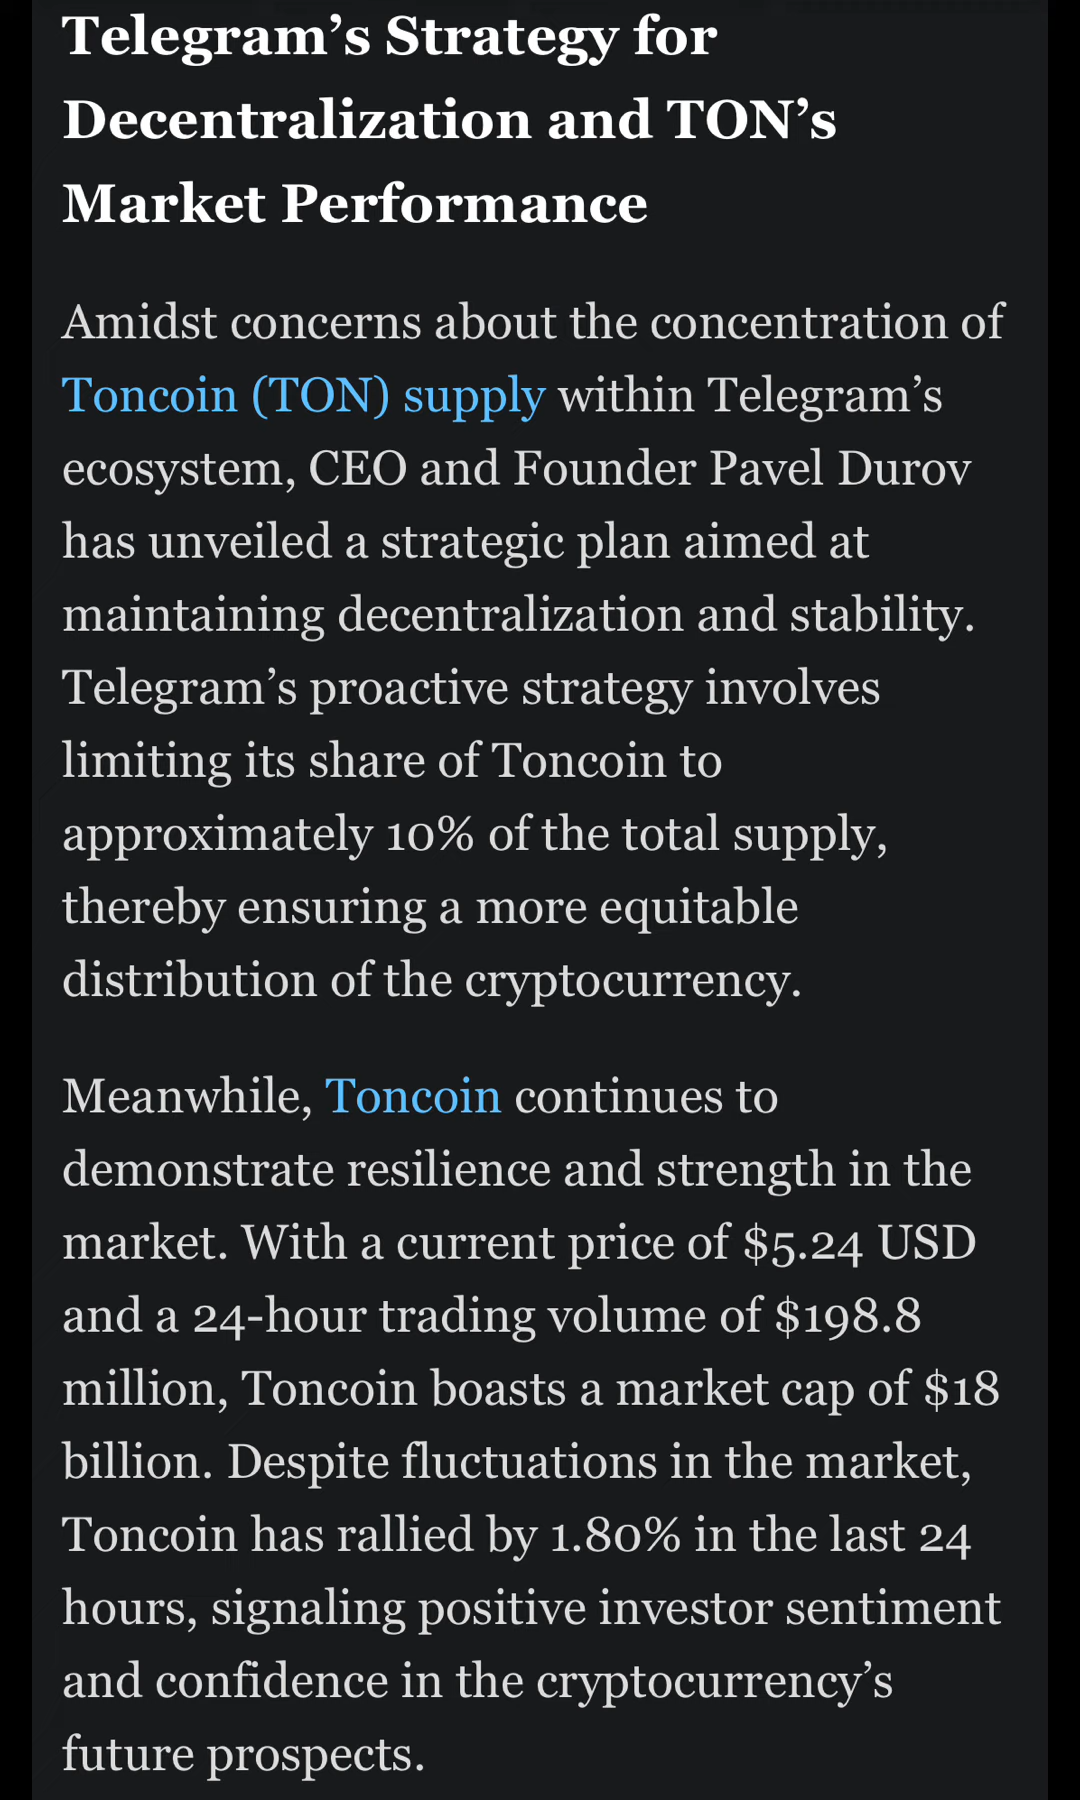 Telegram’s Strategy for
Decentralization and TON’s
Market Performance
Amidst concerns about the concentration of
Toncoin (TON) supply within Telegram’s
ecosystem, CEO and Founder Pavel Durov
has unveiled a strategic plan aimed at
maintaining decentralization and stability.
Telegram’s proactive strategy involves
limiting its share of Toncoin to
approximately 10% of the total supply,
thereby ensuring a more equitable
distribution of the cryptocurrency.
Meanwhile, Toncoin continues to
demonstrate resilience and strength in the
market. With a current price of $5.24 USD
and a 24-hour trading volume of $198.8
million, Toncoin boasts a market cap of $18
billion. Despite fluctuations in the market,
Toncoin has rallied by 1.80% in the last 24
hours, signaling positive investor sentiment
and confidence in the cryptocurrency’s
future prospects.